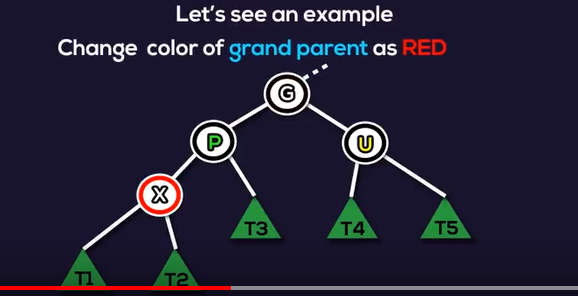 Let's see an example
Change color of grand parent as RED
G
P
U
X
T3
T4
T5
T1
T2